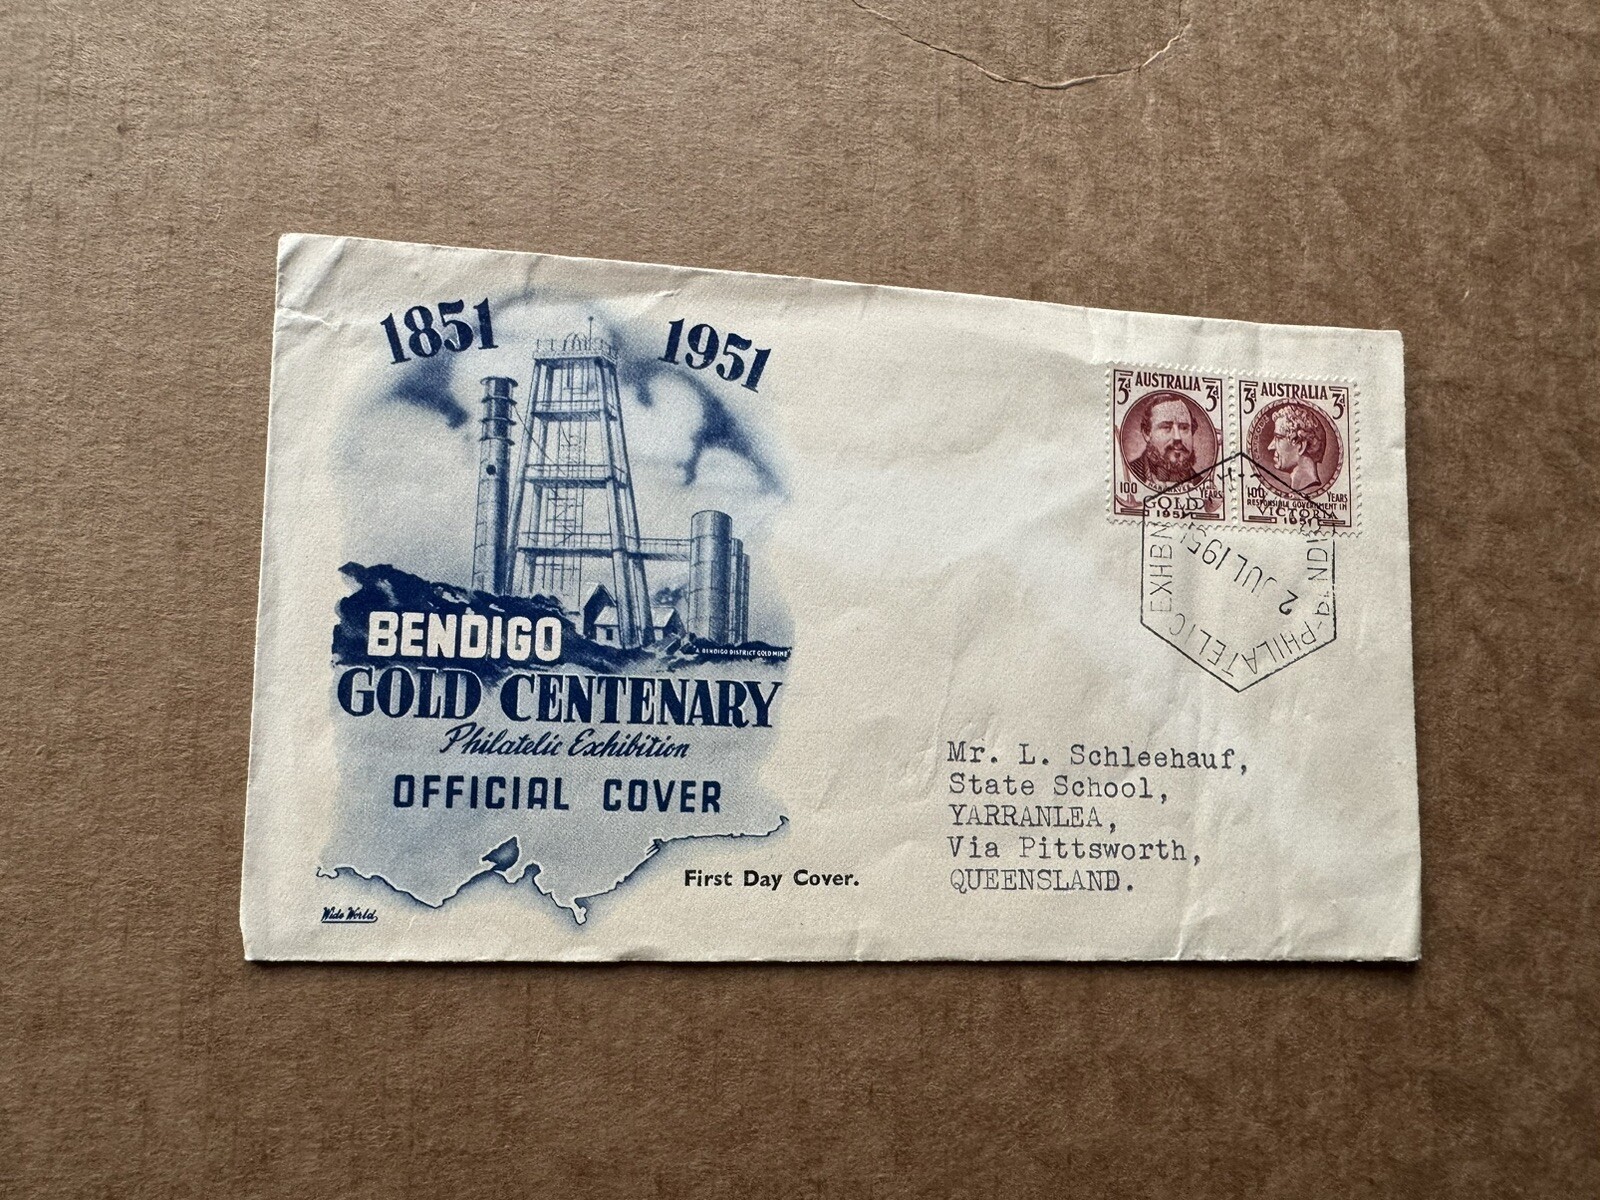 1851 1951
BENDIGO
"A BENDIGO DISTRICT GOLD MINE"
GOLD CENTENARY
Philatelic Exhibition
OFFICIAL COVER
First Day Cover.
Wide World
3d AUSTRALIA 3d
100 YEARS
GOLD
1951
3d AUSTRALIA 3d
100 YEARS
RESPONSIBLE GOVERNMENT IN
VICTORIA
1951
2 JUL 1951
PHILATELIC EXHBN
Mr. L. Schleehauf,
State School,
YARRANLEA,
Via Pittsworth,
QUEENSLAND.